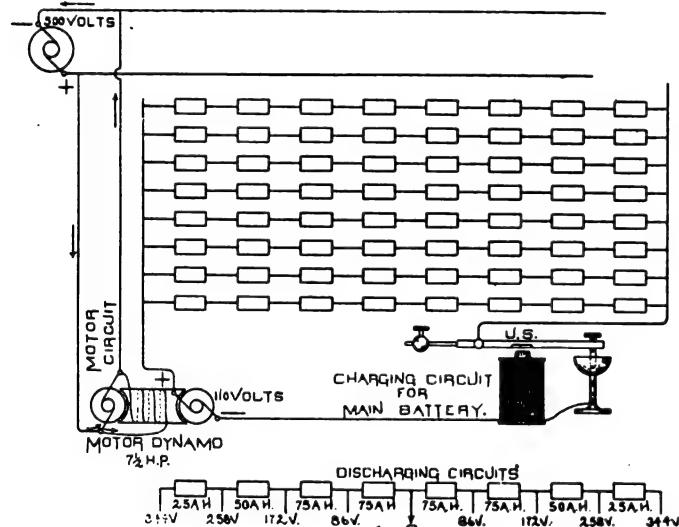 500 VOLTS
−
+
MOTOR CIRCUIT
U.S.
+
110 VOLTS
−
CHARGING CIRCUIT
FOR
MAIN BATTERY.
MOTOR DYNAMO
7½ H.P.
DISCHARGING CIRCUITS
25A.H. 50A.H. 75A.H. 75A.H 75A.H. 75A.H. 50A.H. 25A.H.
344V 258V 172V. 86V. 86V. 172V. 258V. 344V